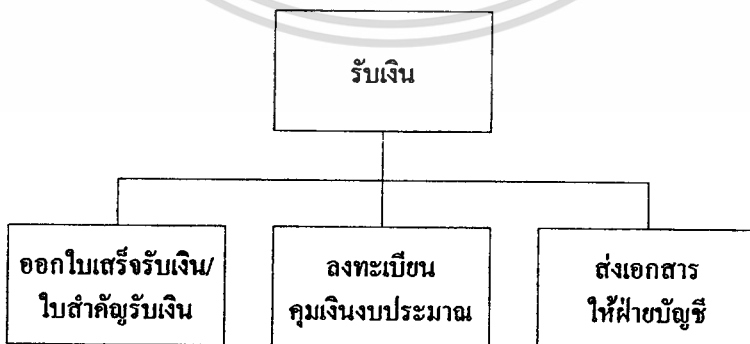 รับเงิน
ออกใบเสร็จรับเงิน/
ใบสำคัญรับเงิน
ลงทะเบียน
คุมเงินงบประมาณ
ส่งเอกสาร
ให้ฝ่ายบัญชี